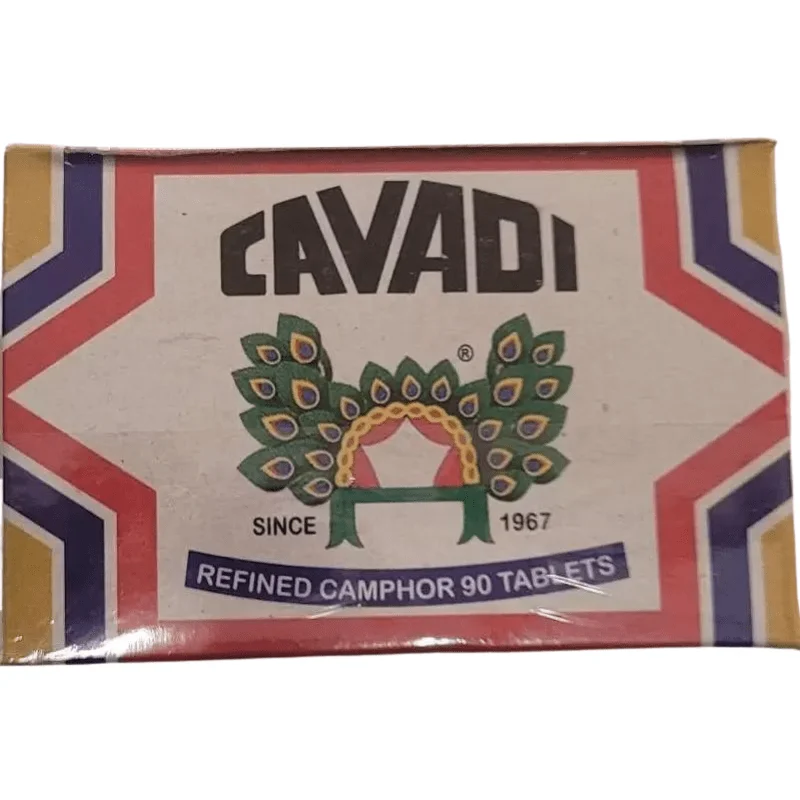 CAVADI
®
SINCE 1967
REFINED CAMPHOR 90 TABLETS